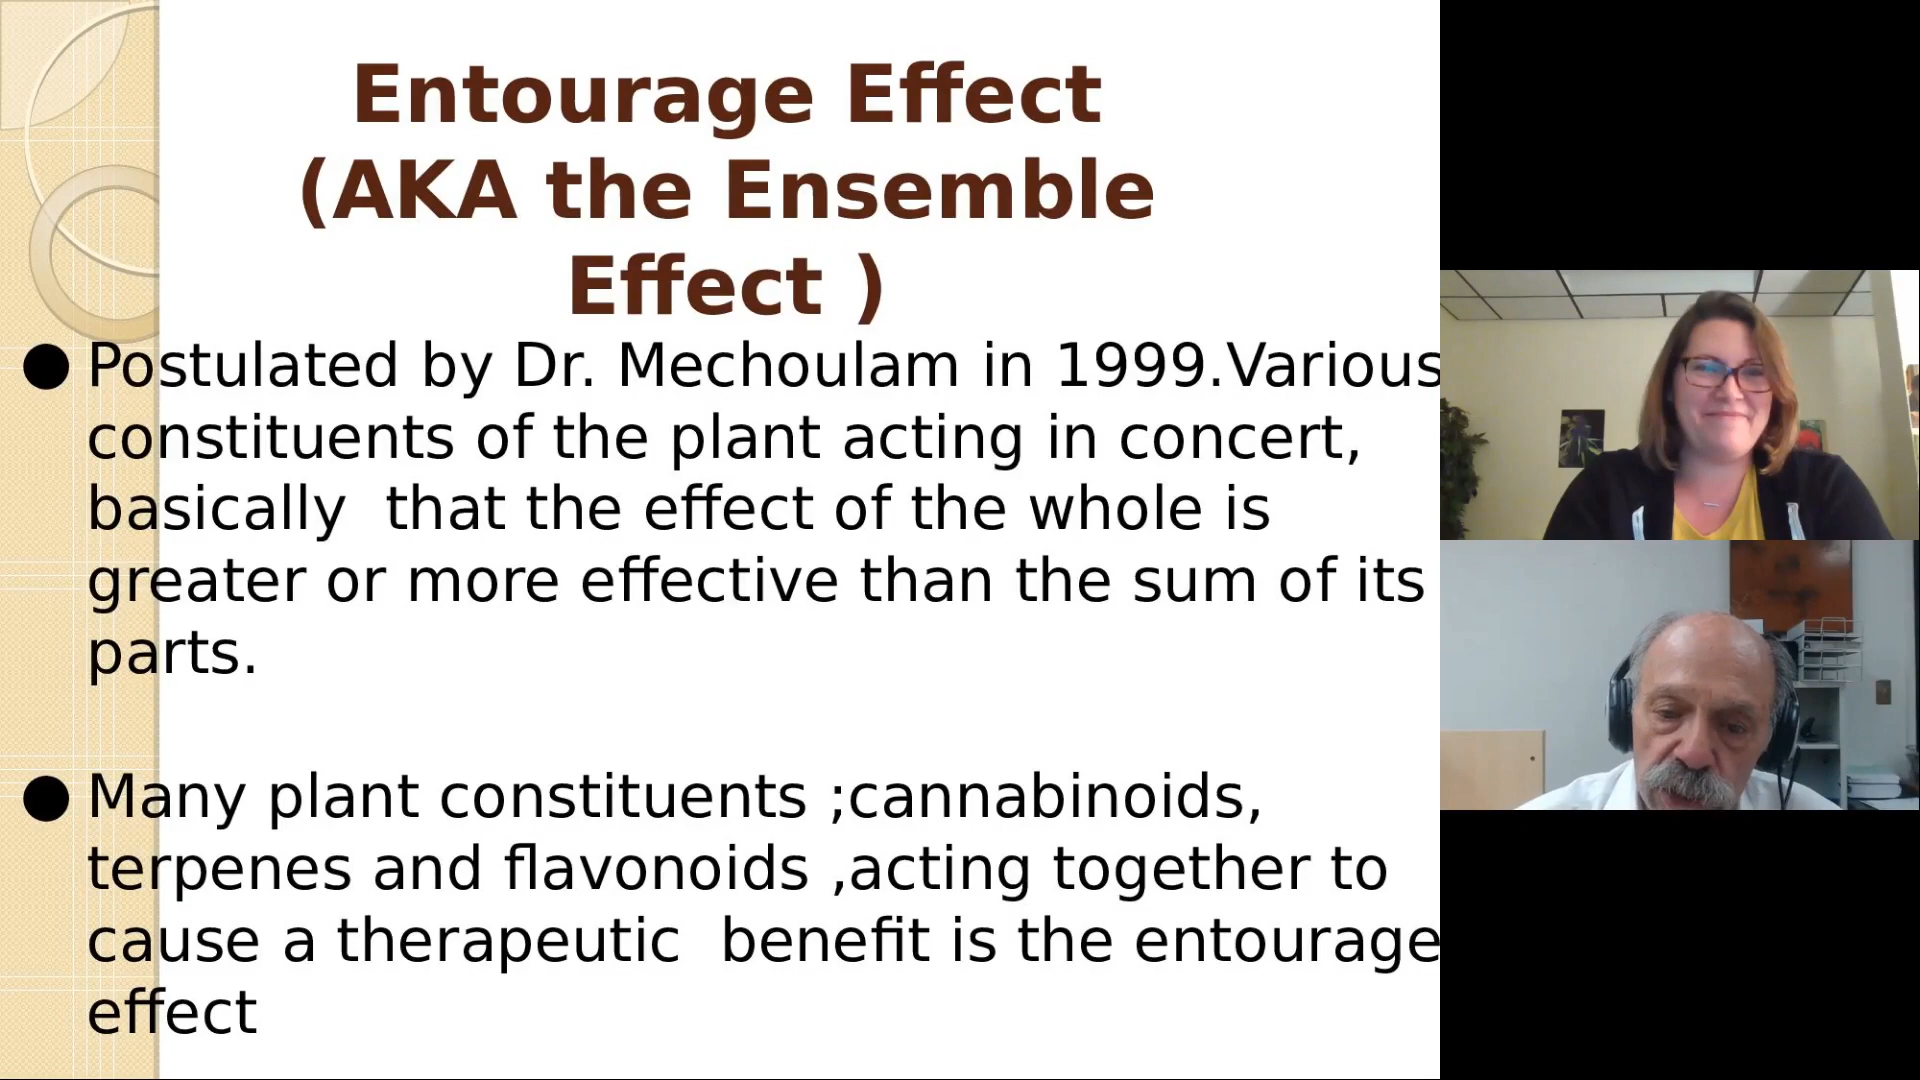 Entourage Effect
(AKA the Ensemble
Effect )
● Postulated by Dr. Mechoulam in 1999.Various
constituents of the plant acting in concert,
basically  that the effect of the whole is
greater or more effective than the sum of its
parts.
● Many plant constituents ;cannabinoids,
terpenes and flavonoids ,acting together to
cause a therapeutic  benefit is the entourage
effect